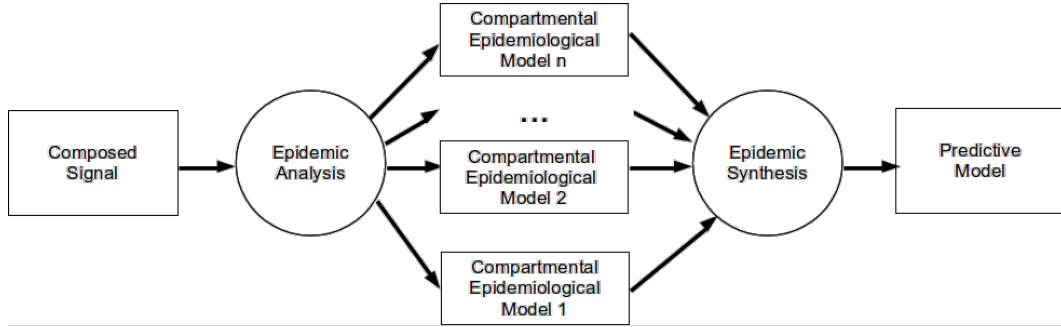 Composed
Signal
Epidemic
Analysis
Compartmental
Epidemiological
Model n
...
Compartmental
Epidemiological
Model 2
Compartmental
Epidemiological
Model 1
Epidemic
Synthesis
Predictive
Model